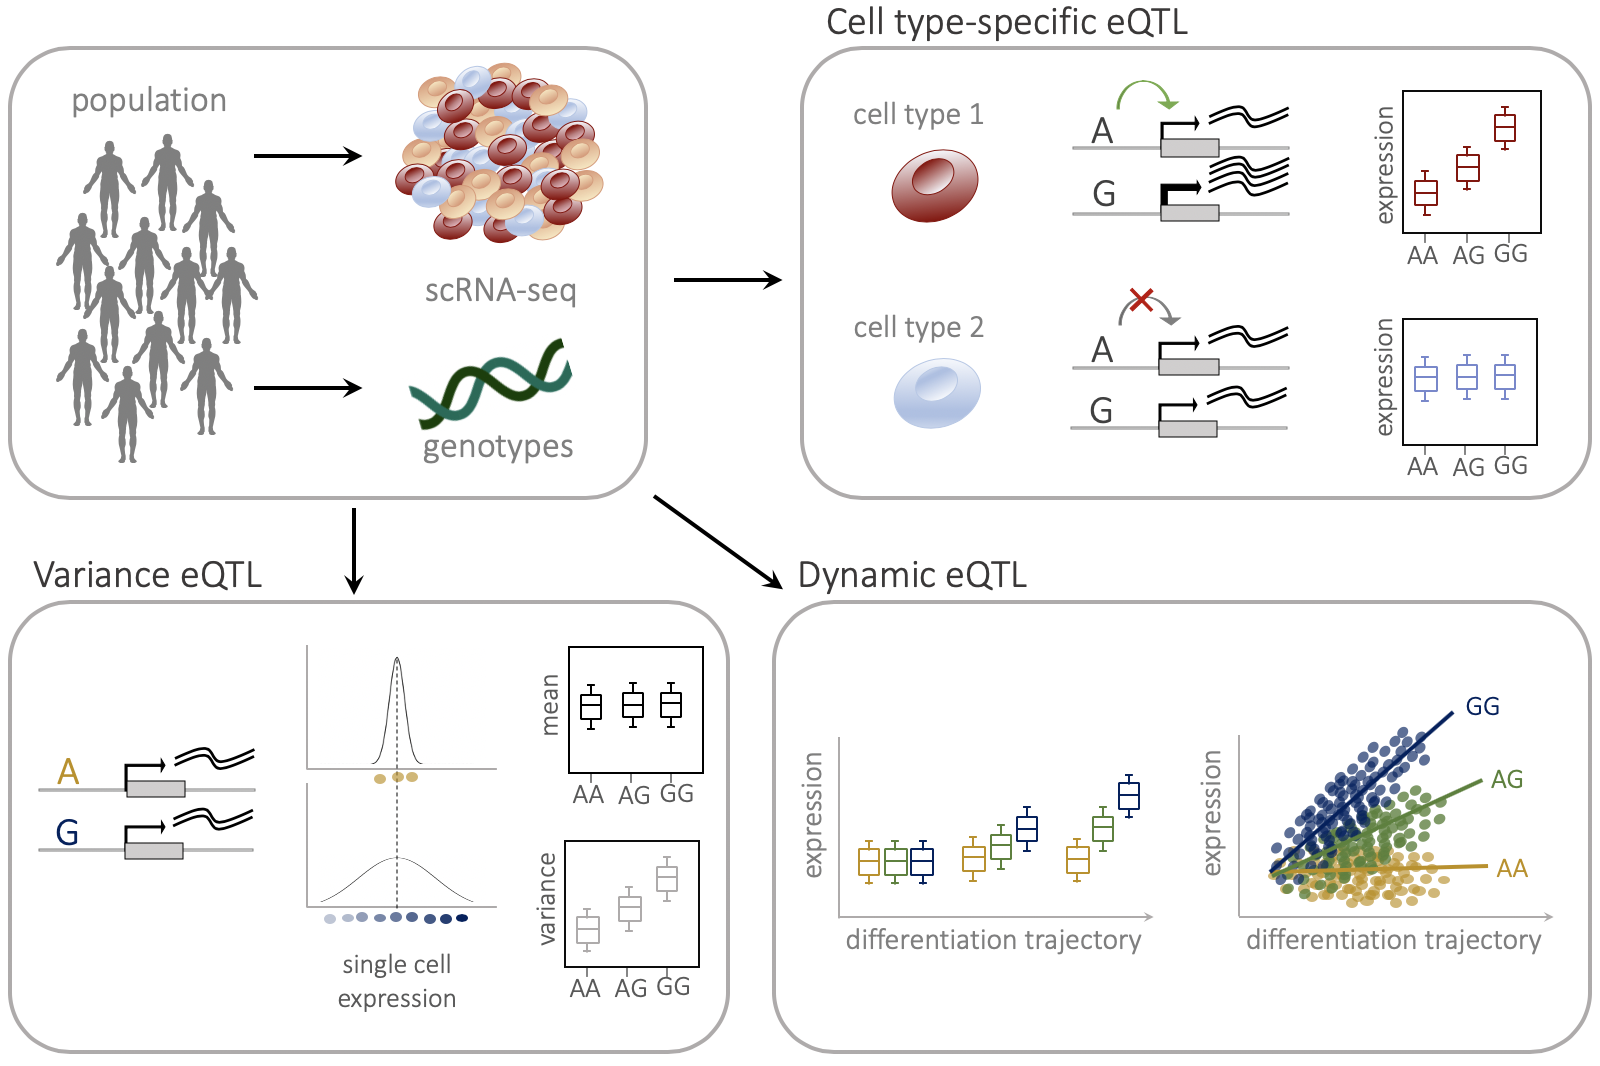 population
scRNA-seq
genotypes
Cell type-specific eQTL
cell type 1
A
G
expression
AA AG GG
cell type 2
A
G
expression
AA AG GG
Variance eQTL
A
G
single cell
expression
mean
AA AG GG
variance
AA AG GG
Dynamic eQTL
expression
differentiation trajectory
expression
GG
AG
AA
differentiation trajectory